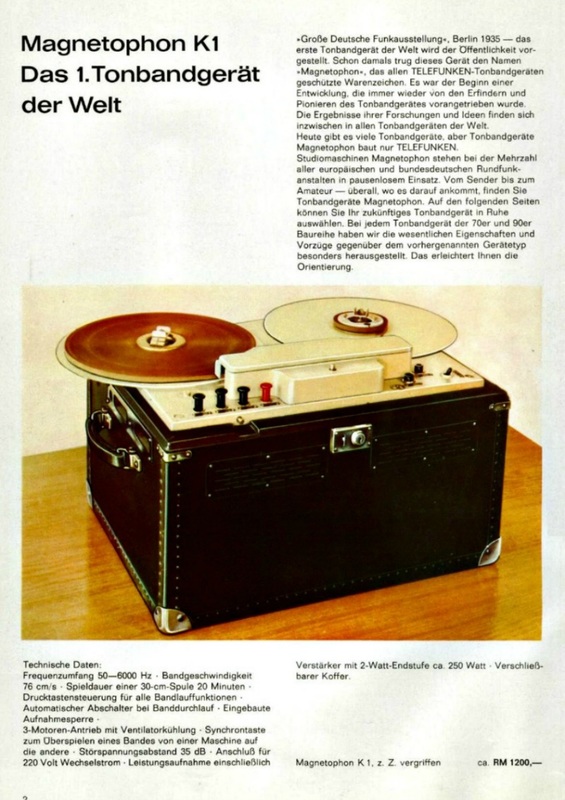 Magnetophon K1
Das 1. Tonbandgerät
der Welt
»Große Deutsche Funkausstellung«, Berlin 1935 — das
erste Tonbandgerät der Welt wird der Öffentlichkeit vor-
gestellt. Schon damals trug dieses Gerät den Namen
»Magnetophon«, das allen TELEFUNKEN-Tonbandgeräten
geschützte Warenzeichen. Es war der Beginn einer
Entwicklung, die immer wieder von den Erfindern und
Pionieren des Tonbandgerätes vorangetrieben wurde.
Die Ergebnisse ihrer Forschungen und Ideen finden sich
inzwischen in allen Tonbandgeräten der Welt.
Heute gibt es viele Tonbandgeräte, aber Tonbandgeräte
Magnetophon baut nur TELEFUNKEN.
Studiomaschinen Magnetophon stehen bei der Mehrzahl
aller europäischen und bundesdeutschen Rundfunk-
anstalten in pausenlosem Einsatz. Vom Sender bis zum
Amateur — überall, wo es darauf ankommt, finden Sie
Tonbandgeräte Magnetophon. Auf den folgenden Seiten
können Sie Ihr zukünftiges Tonbandgerät in Ruhe
auswählen. Bei jedem Tonbandgerät der 70er und 90er
Baureihe haben wir die wesentlichen Eigenschaften und
Vorzüge gegenüber dem vorhergenannten Gerätetyp
besonders herausgestellt. Das erleichtert Ihnen die
Orientierung.
Technische Daten:
Frequenzumfang 50—6000 Hz · Bandgeschwindigkeit
76 cm/s · Spieldauer einer 30-cm-Spule 20 Minuten ·
Drucktastensteuerung für alle Bandlauffunktionen ·
Automatischer Abschalter bei Banddurchlauf · Eingebaute
Aufnahmesperre ·
3-Motoren-Antrieb mit Ventilatorkühlung · Synchrontaste
zum Überspielen eines Bandes von einer Maschine auf
die andere · Störspannungsabstand 35 dB · Anschluß für
220 Volt Wechselstrom · Leistungsaufnahme einschließlich
Verstärker mit 2-Watt-Endstufe ca. 250 Watt · Verschließ-
barer Koffer.
Magnetophon K 1, z. Z. vergriffen ca. RM 1200,—